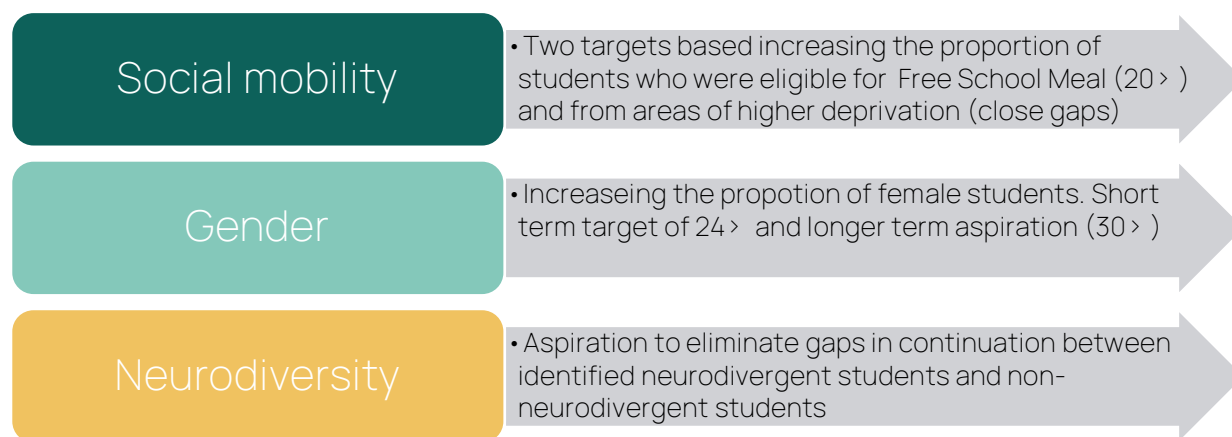 Social mobility
• Two targets based increasing the proportion of
students who were eligible for Free School Meal (20> )
and from areas of higher deprivation (close gaps)
Gender
• Increaseing the propotion of female students. Short
term target of 24> and longer term aspiration (30> )
Neurodiversity
• Aspiration to eliminate gaps in continuation between
identified neurodivergent students and non-
neurodivergent students